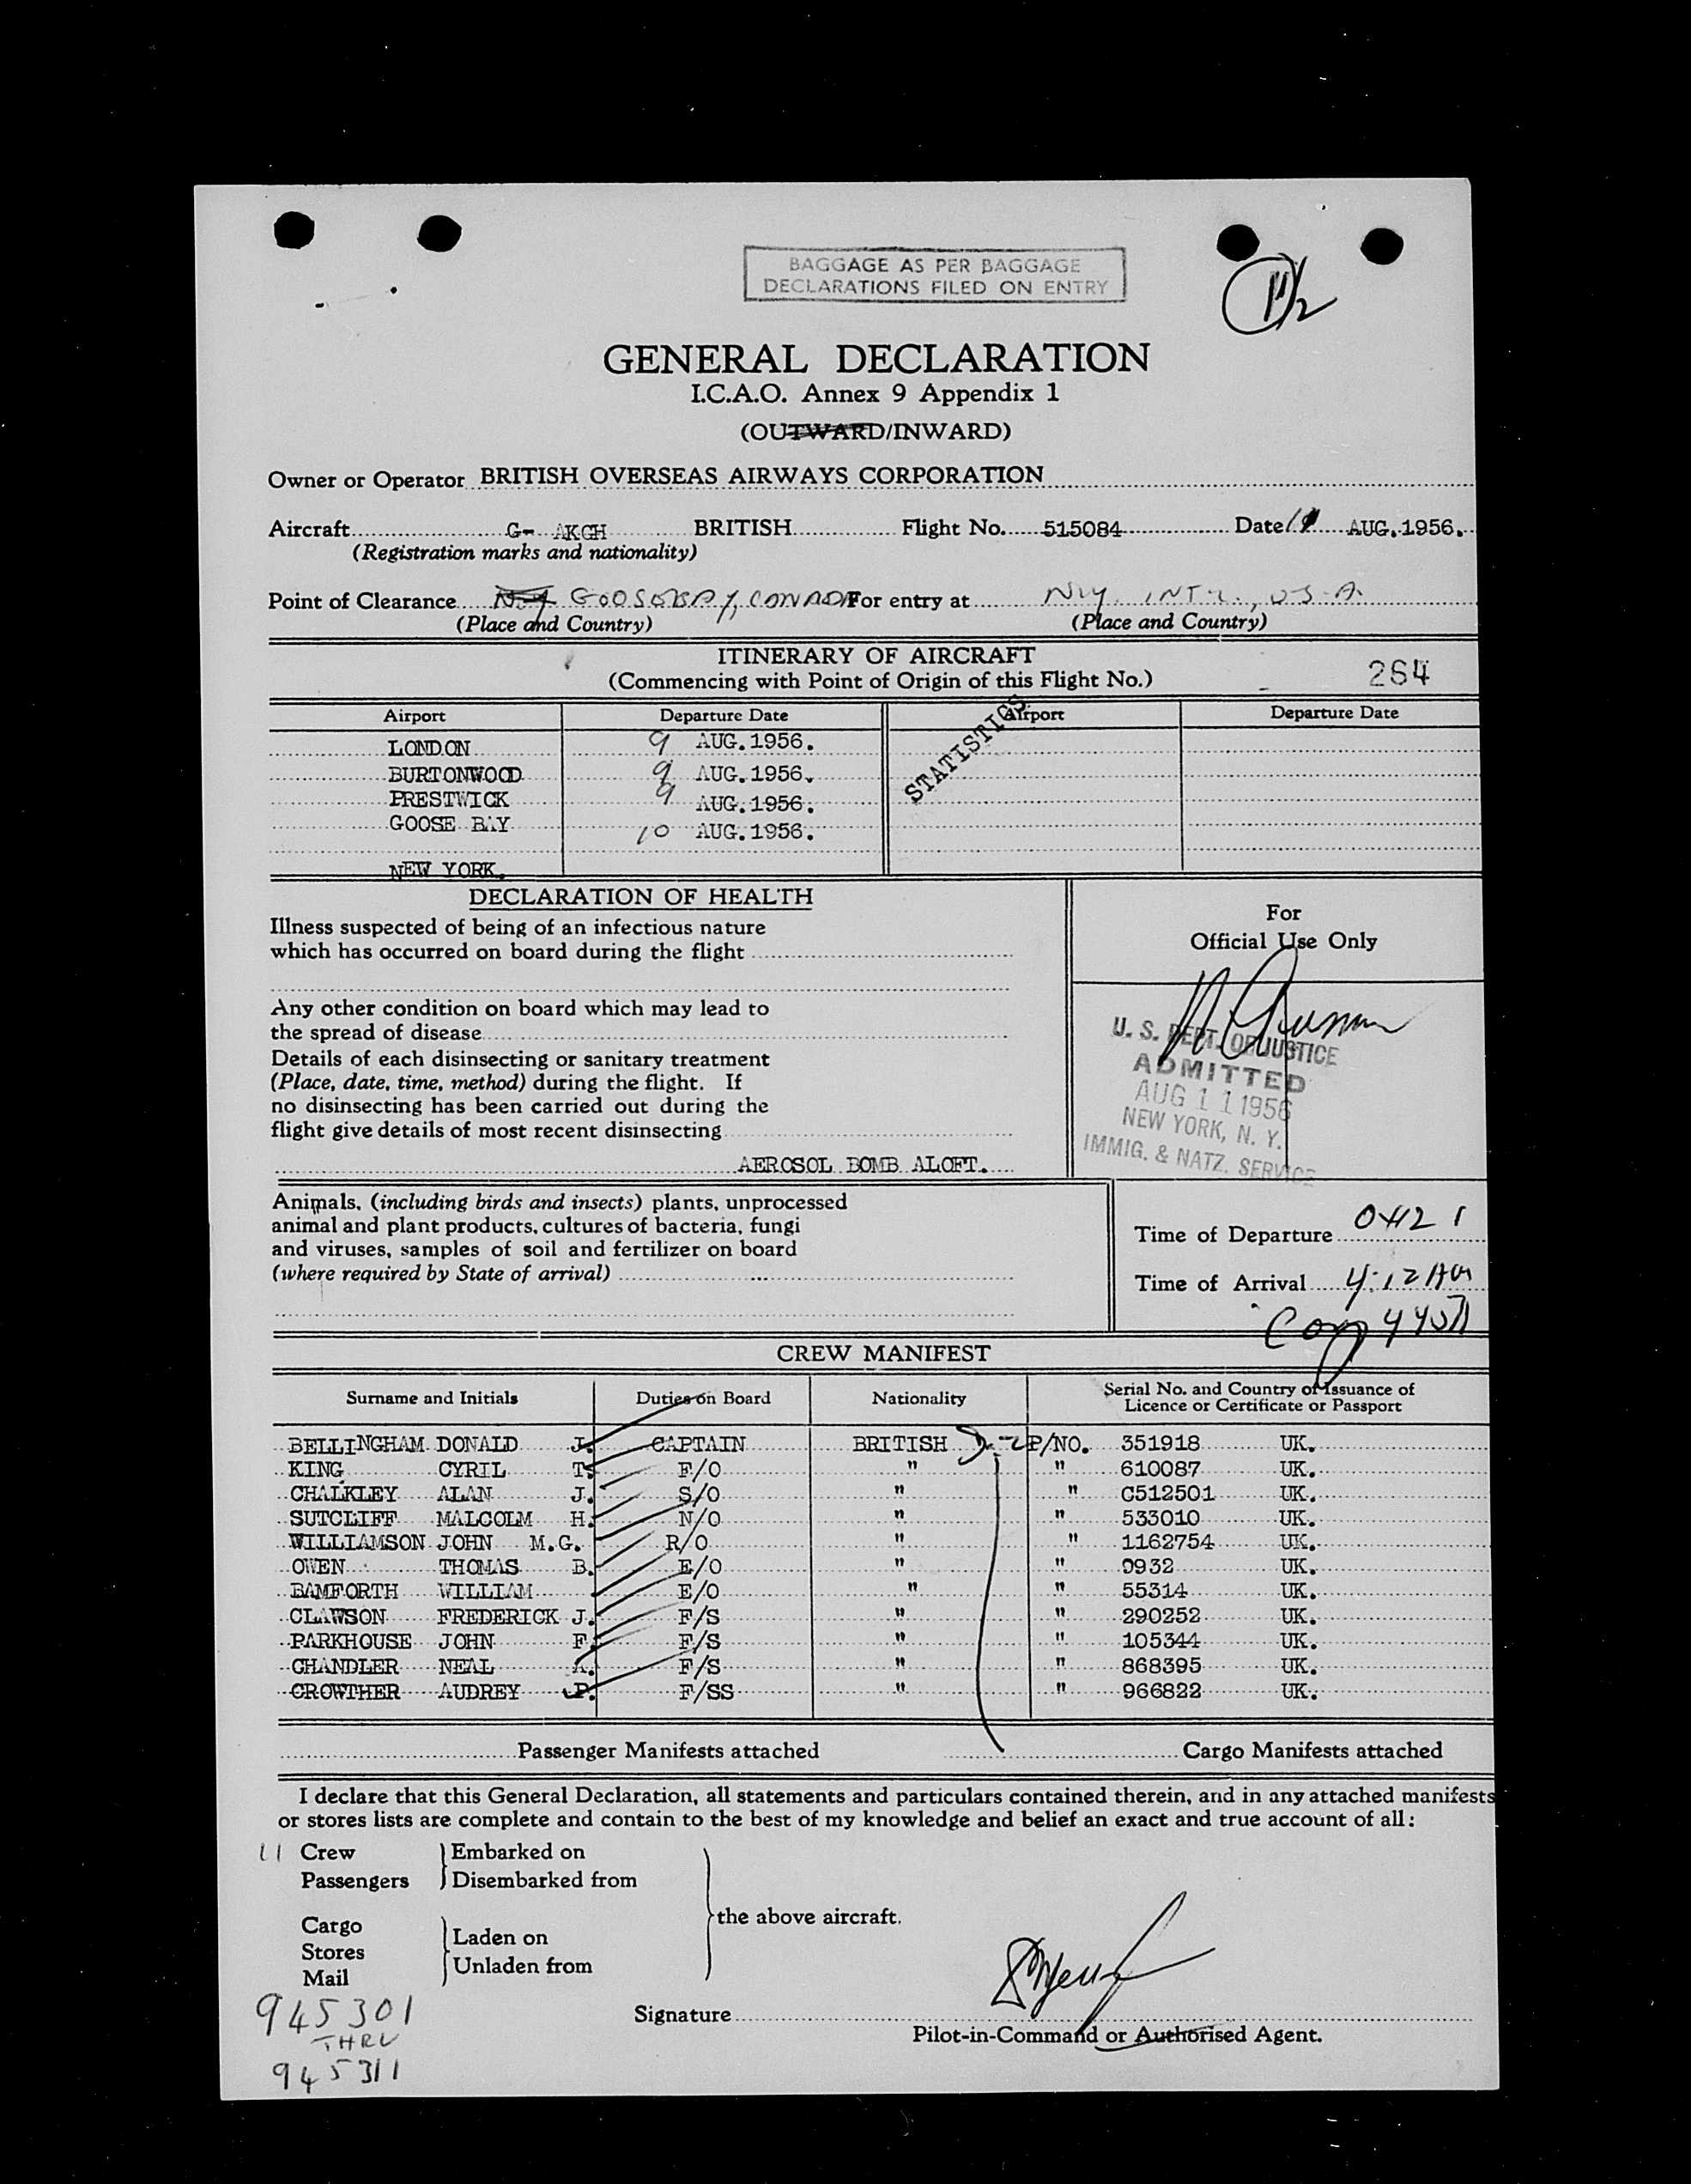 BAGGAGE AS PER BAGGAGE
DECLARATIONS FILED ON ENTRY
GENERAL DECLARATION
I.C.A.O. Annex 9 Appendix 1
(OUTWARD/INWARD)
Owner or Operator BRITISH OVERSEAS AIRWAYS CORPORATION
Aircraft G- AKGH BRITISH Flight No. 515084 Date AUG. 1956.
(Registration marks and nationality)
Point of Clearance GOOSEBAY, For entry at N.Y. INT'L., U.S.A.
(Place and Country) (Place and Country)
ITINERARY OF AIRCRAFT
(Commencing with Point of Origin of this Flight No.) 264
Airport Departure Date Airport Departure Date
STATISTICS
LONDON 9 AUG. 1956.
BURTONWOOD 9 AUG. 1956.
PRESTWICK 9 AUG. 1956.
GOOSE BAY 10 AUG. 1956.
NEW YORK.
DECLARATION OF HEALTH
Illness suspected of being of an infectious nature
which has occurred on board during the flight
Any other condition on board which may lead to
the spread of disease
Details of each disinsecting or sanitary treatment
(Place, date, time, method) during the flight. If
no disinsecting has been carried out during the
flight give details of most recent disinsecting
AEROSOL BOMB ALOFT.
For
Official Use Only
U. S. DEPT. OF JUSTICE
ADMITTED
AUG 11 1956
NEW YORK, N. Y.
IMMIG. & NATZ. SERVICE
Animals, (including birds and insects) plants, unprocessed
animal and plant products, cultures of bacteria, fungi
and viruses, samples of soil and fertilizer on board
(where required by State of arrival)
Time of Departure
Time of Arrival 4:12 AM
CREW MANIFEST
Surname and Initials Duties on Board Nationality Serial No. and Country of Issuance of
Licence or Certificate or Passport
BELLINGHAM DONALD J. CAPTAIN BRITISH P/NO. 351918 UK.
KING CYRIL T. F/O " " 610087 UK.
CHALKLEY ALAN J. S/O " " C512501 UK.
SUTCLIFF MALCOLM H. N/O " " 533010 UK.
WILLIAMSON JOHN M.G. R/O " " 1162754 UK.
OWEN THOMAS B. E/O " " 0932 UK.
BAMFORTH WILLIAM E/O " " 55314 UK.
CLAWSON FREDERICK J. F/S " " 290252 UK.
PARKHOUSE JOHN F. F/S " " 105344 UK.
CHANDLER NEAL A. F/S " " 868395 UK.
CROWTHER AUDREY P. F/SS " " 966822 UK.
Passenger Manifests attached Cargo Manifests attached
I declare that this General Declaration, all statements and particulars contained therein, and in any attached manifests
or stores lists are complete and contain to the best of my knowledge and belief an exact and true account of all:
11 Crew Embarked on
Passengers Disembarked from
the above aircraft.
Cargo Laden on
Stores
Mail Unladen from
945301
THRU
945311
Signature
Pilot-in-Command or Authorised Agent.